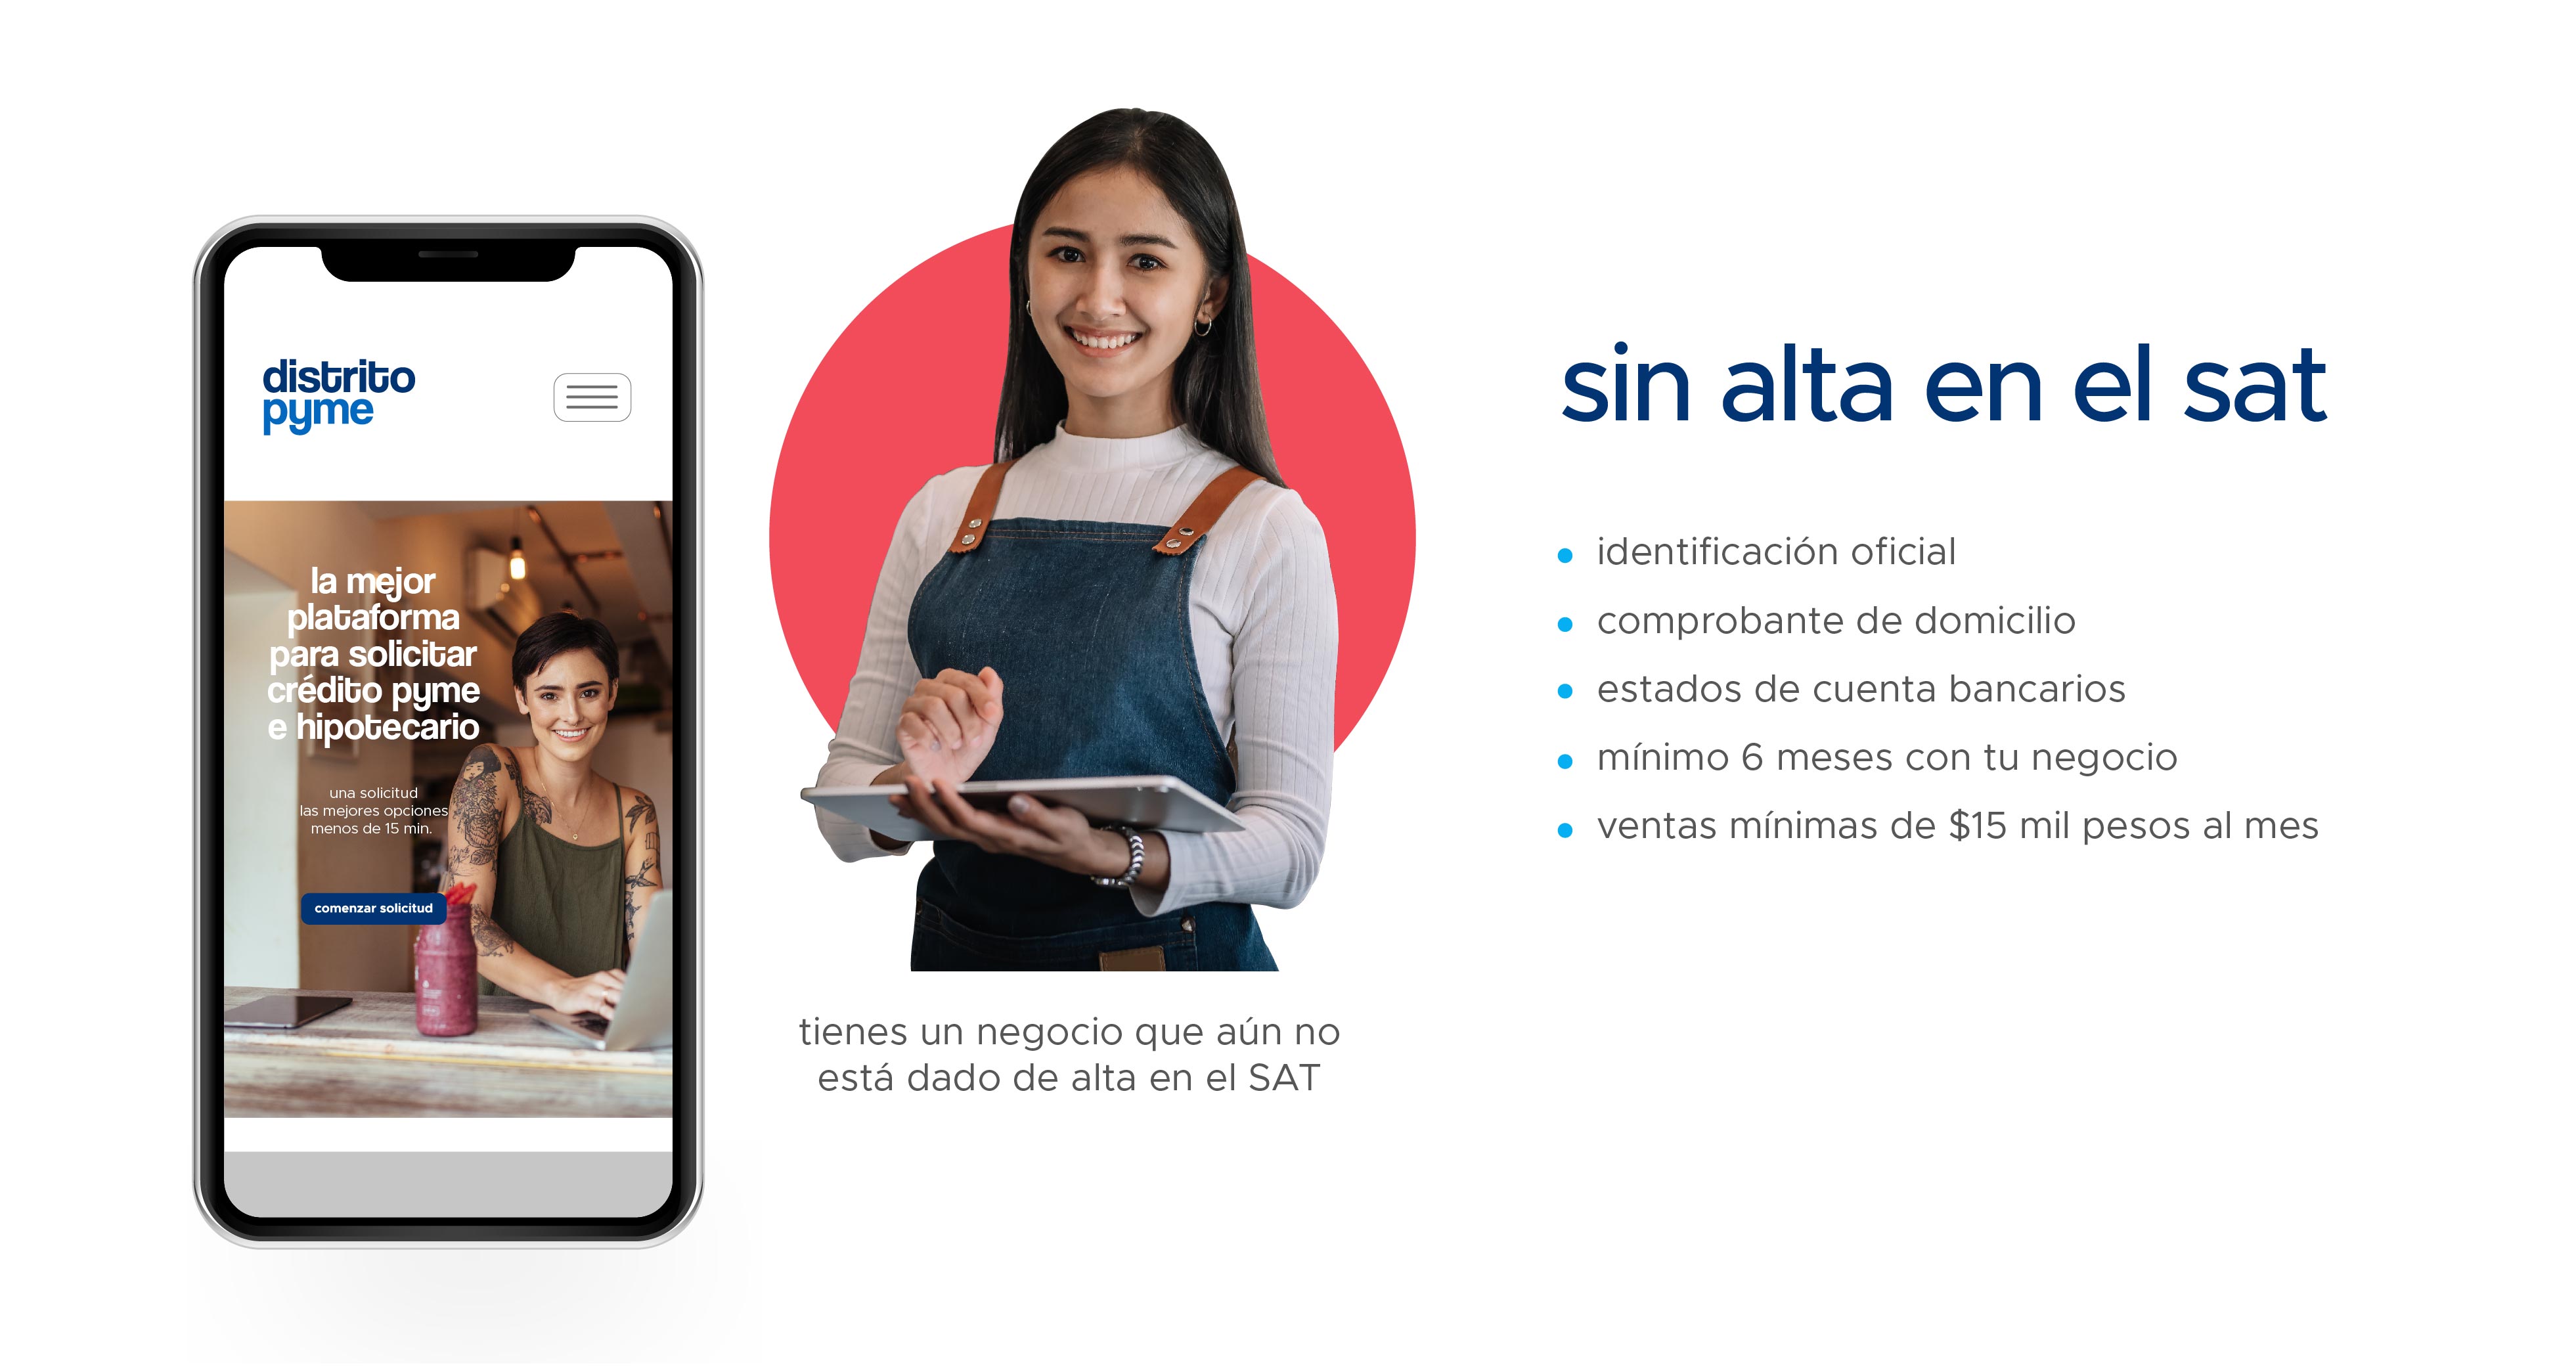 distrito
pyme
la mejor
plataforma
para solicitar
crédito pyme
e hipotecario
una solicitud
las mejores opciones
menos de 15 min.
comenzar solicitud
tienes un negocio que aún no
está dado de alta en el SAT
sin alta en el sat
identificación oficial
comprobante de domicilio
estados de cuenta bancarios
mínimo 6 meses con tu negocio
ventas mínimas de $15 mil pesos al mes